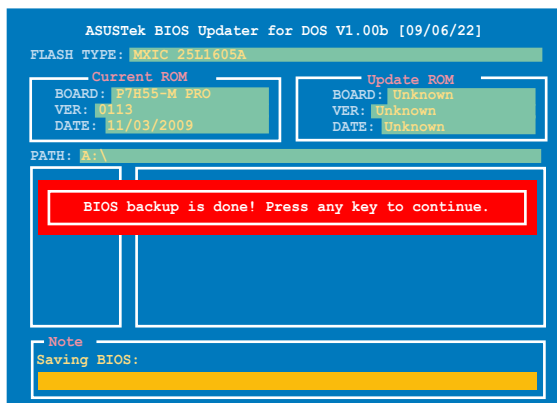 ASUSTek BIOS Updater for DOS V1.00b [09/06/22]
FLASH TYPE: MXIC 25L1605A
Current ROM
BOARD: P7H55-M PRO
VER: 0113
DATE: 11/03/2009
Update ROM
BOARD: Unknown
VER: Unknown
DATE: Unknown
PATH: A:\
BIOS backup is done! Press any key to continue.
Note
Saving BIOS: